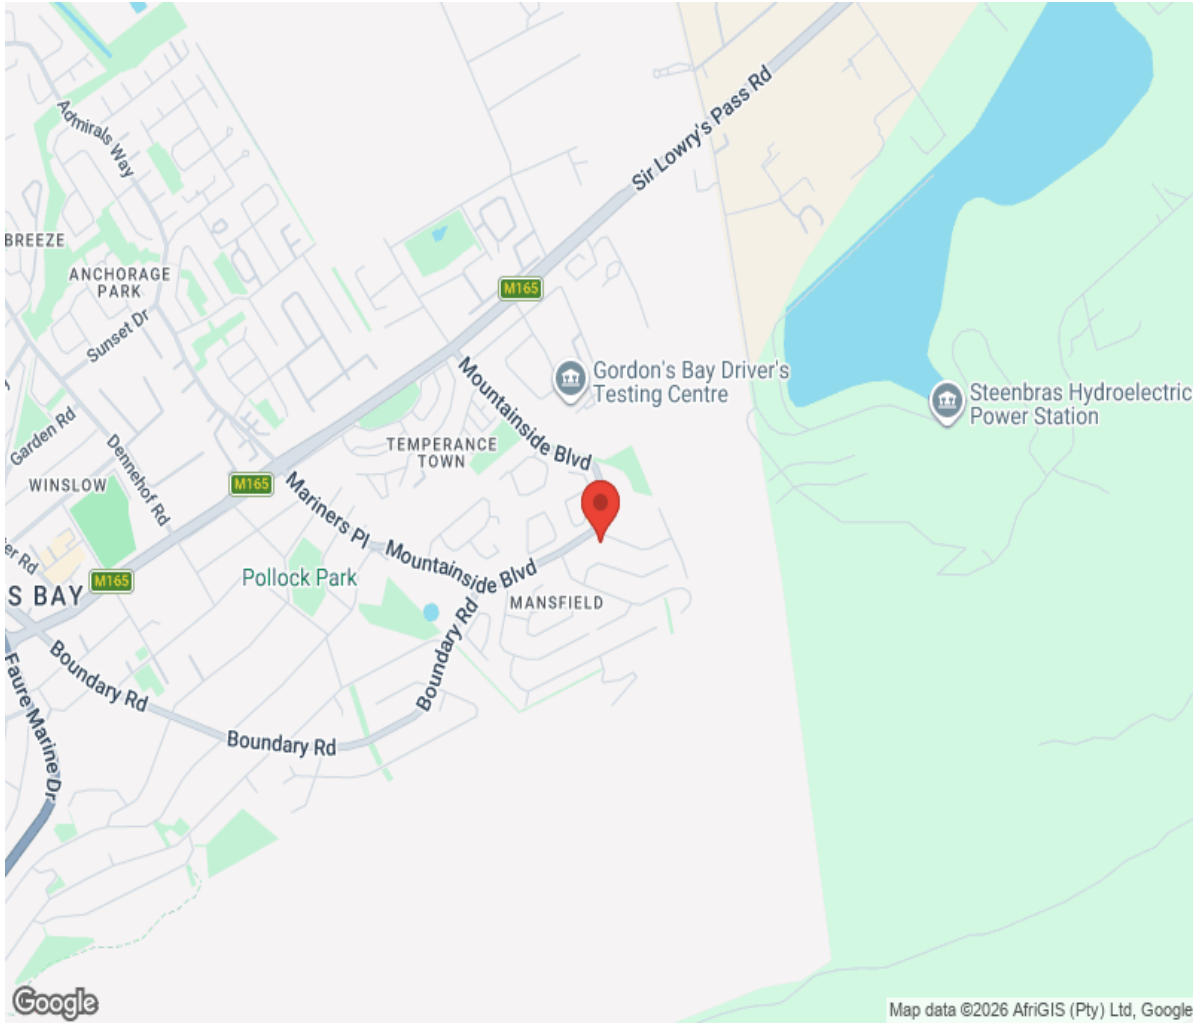 Admirals Way
Sir Lowry's Pass Rd
BREEZE
ANCHORAGE
PARK
M165
Sunset Dr
Mountainside Blvd
Gordon's Bay Driver's
Testing Centre
Steenbras Hydroelectric
Power Station
Garden Rd
Dennehof Rd
TEMPERANCE
TOWN
WINSLOW
M165
Mariners Pl
Mountainside Blvd
er Rd
M165
Pollock Park
S BAY
MANSFIELD
Boundary Rd
Boundary Rd
Boundary Rd
Faure Marine Dr
Google
Map data ©2026 AfriGIS (Pty) Ltd, Google